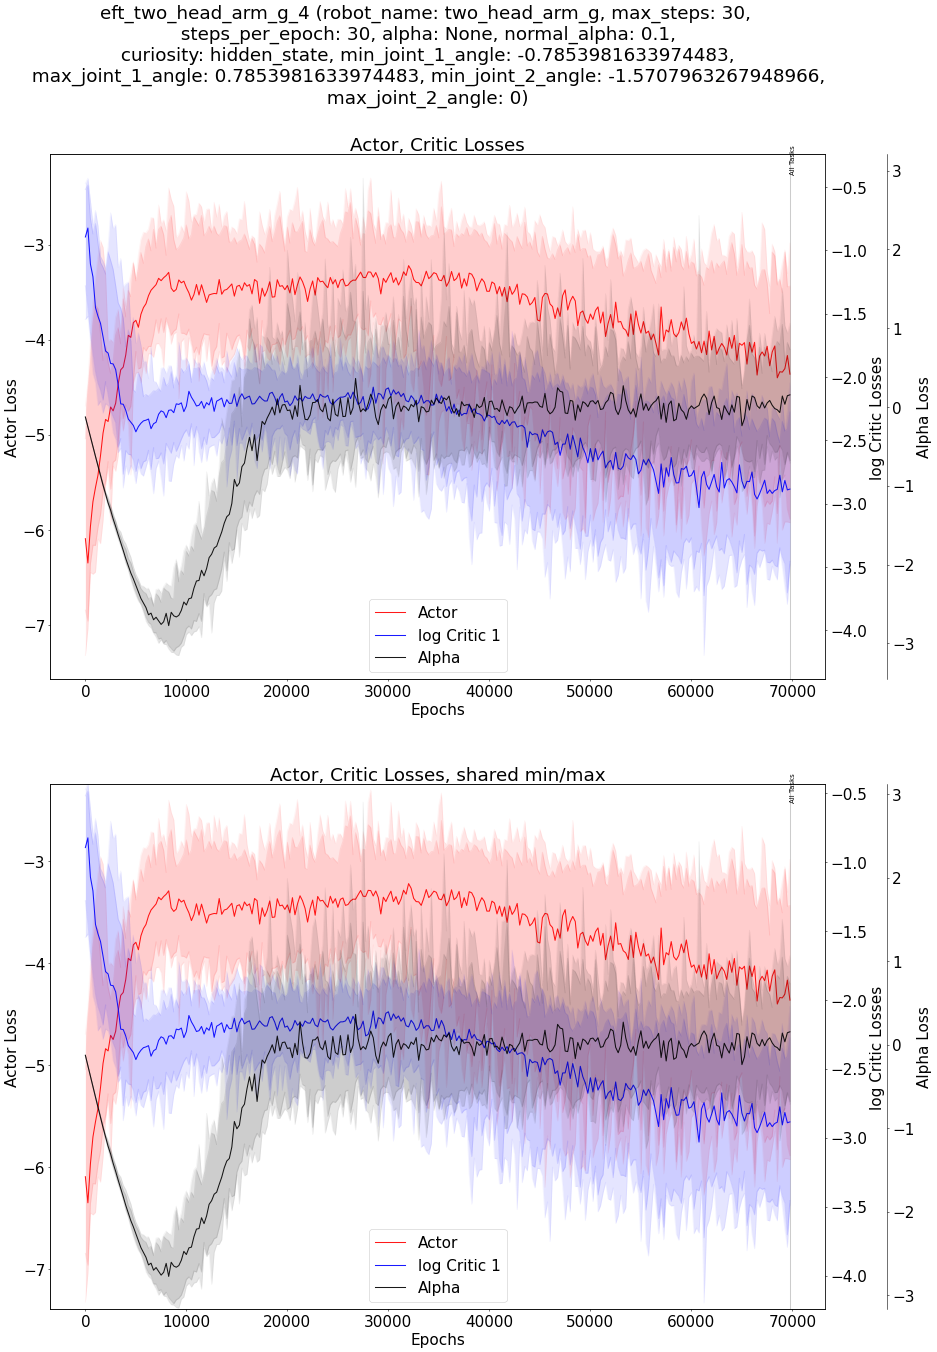 eft_two_head_arm_g_4 (robot_name: two_head_arm_g, max_steps: 30,
steps_per_epoch: 30, alpha: None, normal_alpha: 0.1,
curiosity: hidden_state, min_joint_1_angle: -0.7853981633974483,
max_joint_1_angle: 0.7853981633974483, min_joint_2_angle: -1.5707963267948966,
max_joint_2_angle: 0)
Actor, Critic Losses
All Tasks
−3
−4
−5
−6
−7
Actor Loss
−0.5
−1.0
−1.5
−2.0
−2.5
−3.0
−3.5
−4.0
log Critic Losses
3
2
1
0
−1
−2
−3
Alpha Loss
Actor
log Critic 1
Alpha
0 10000 20000 30000 40000 50000 60000 70000
Epochs
Actor, Critic Losses, shared min/max
All Tasks
−3
−4
−5
−6
−7
Actor Loss
−0.5
−1.0
−1.5
−2.0
−2.5
−3.0
−3.5
−4.0
log Critic Losses
3
2
1
0
−1
−2
−3
Alpha Loss
Actor
log Critic 1
Alpha
0 10000 20000 30000 40000 50000 60000 70000
Epochs